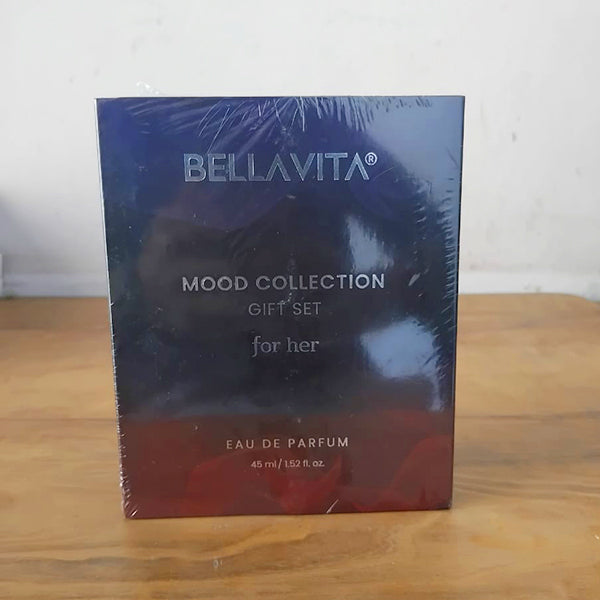 BELLAVITA®
MOOD COLLECTION
GIFT SET
for her
EAU DE PARFUM
45 ml / 1.52 fl. oz.